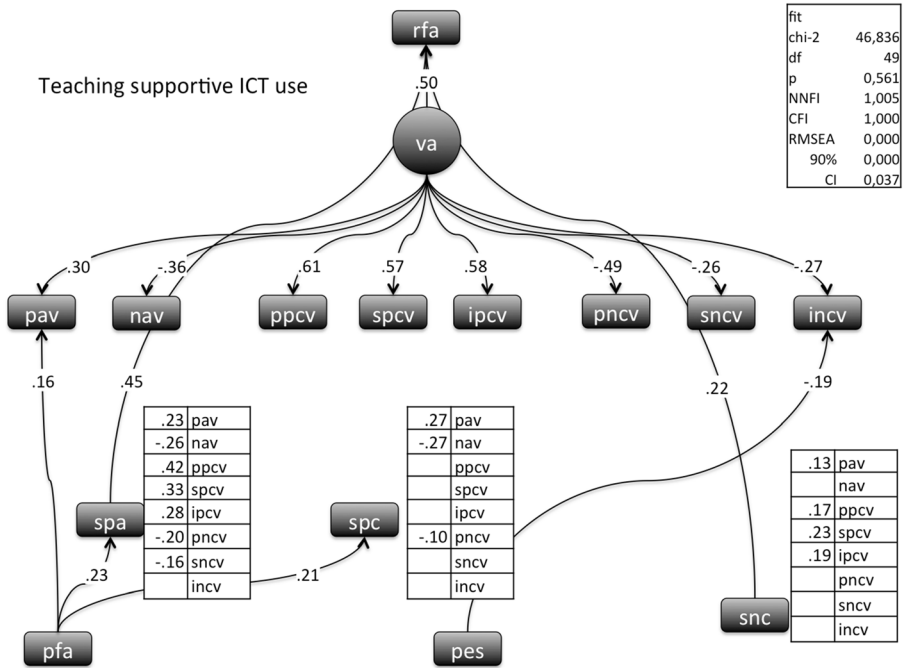 rfa
fit
chi-2 46,836
df 49
p 0,561
NNFI 1,005
CFI 1,000
RMSEA 0,000
90% 0,000
CI 0,037
Teaching supportive ICT use
.50
va
.30 -.36 .61 .57 .58 -.49 -.26 -.27
pav nav ppcv spcv ipcv pncv sncv incv
.16 .45 .22 -.19
.23 pav
-.26 nav
.42 ppcv
.33 spcv
.28 ipcv
-.20 pncv
-.16 sncv
incv
.27 pav
-.27 nav
ppcv
spcv
ipcv
-.10 pncv
sncv
incv
.13 pav
nav
.17 ppcv
.23 spcv
.19 ipcv
pncv
sncv
incv
spa spc
.23 .21
snc
pfa pes